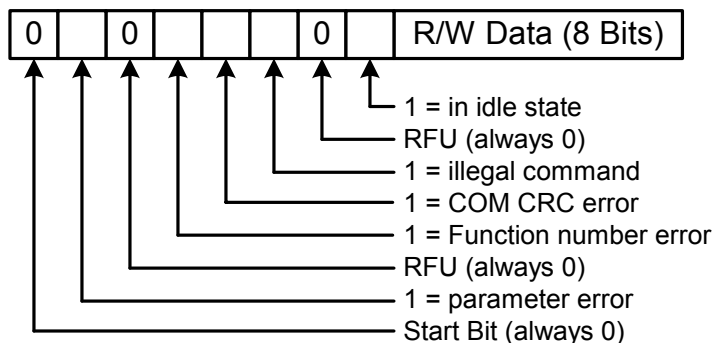 0 0 0 R/W Data (8 Bits)
1 = in idle state
RFU (always 0)
1 = illegal command
1 = COM CRC error
1 = Function number error
RFU (always 0)
1 = parameter error
Start Bit (always 0)